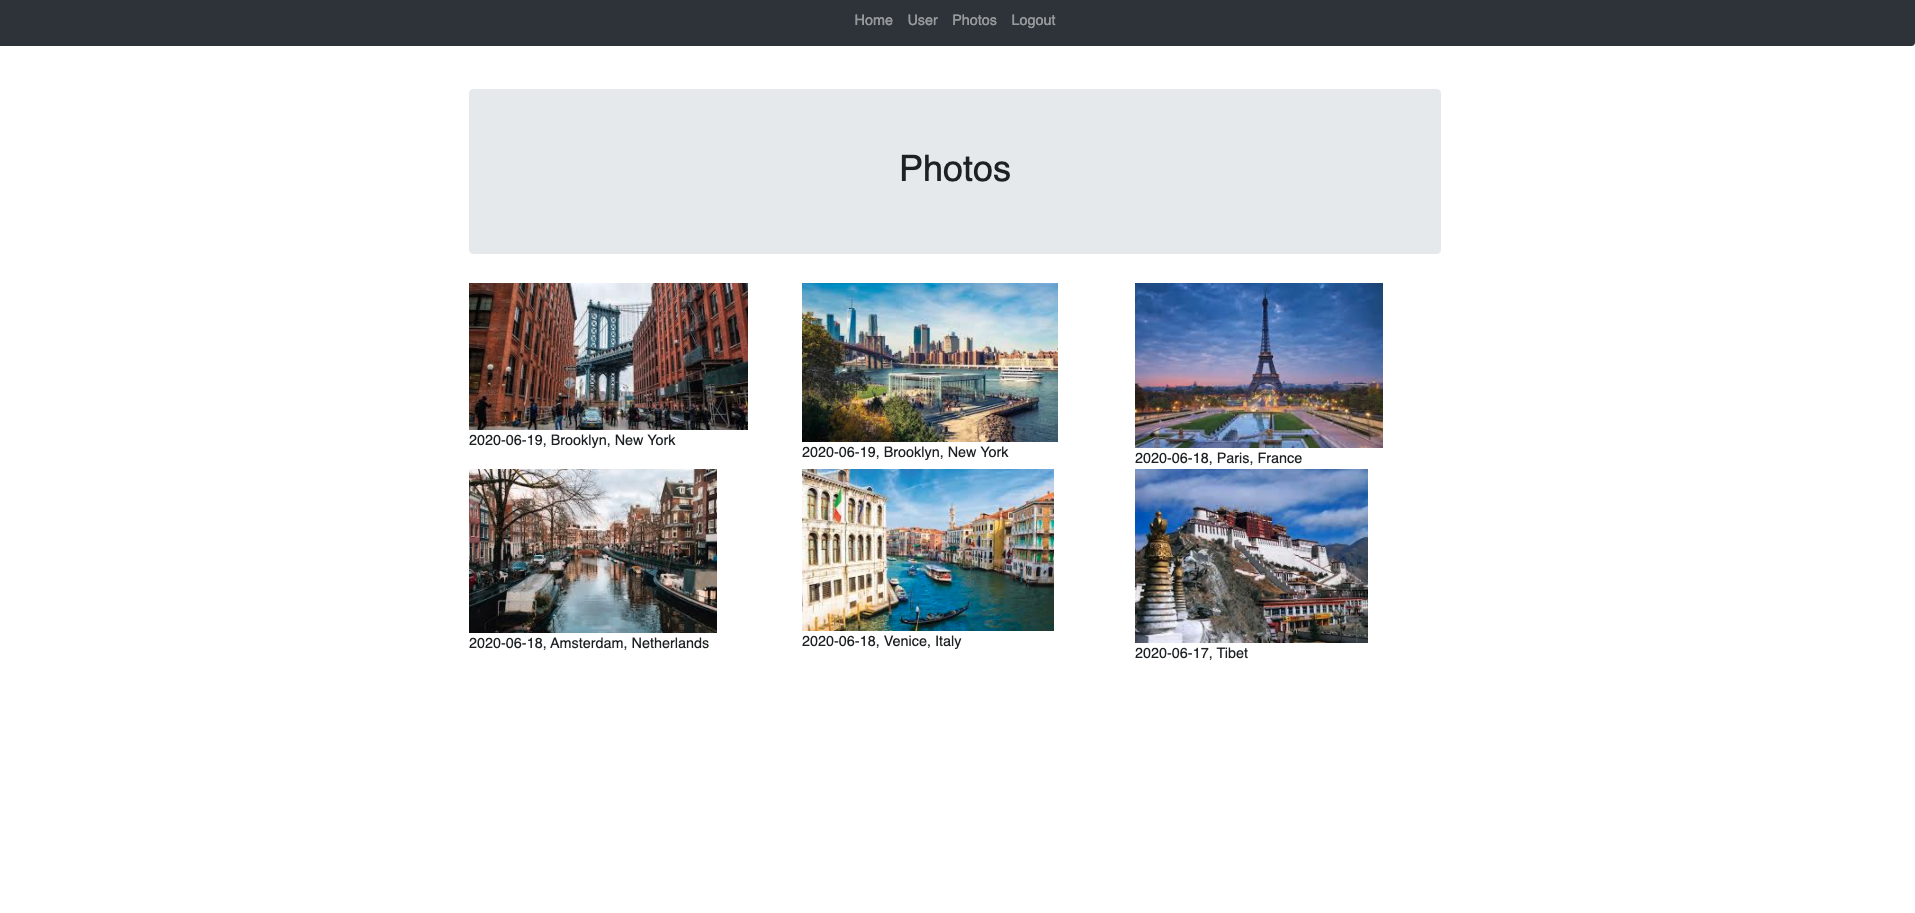 Home User Photos Logout
Photos
2020-06-19, Brooklyn, New York
2020-06-19, Brooklyn, New York
2020-06-18, Paris, France
2020-06-18, Amsterdam, Netherlands
2020-06-18, Venice, Italy
2020-06-17, Tibet